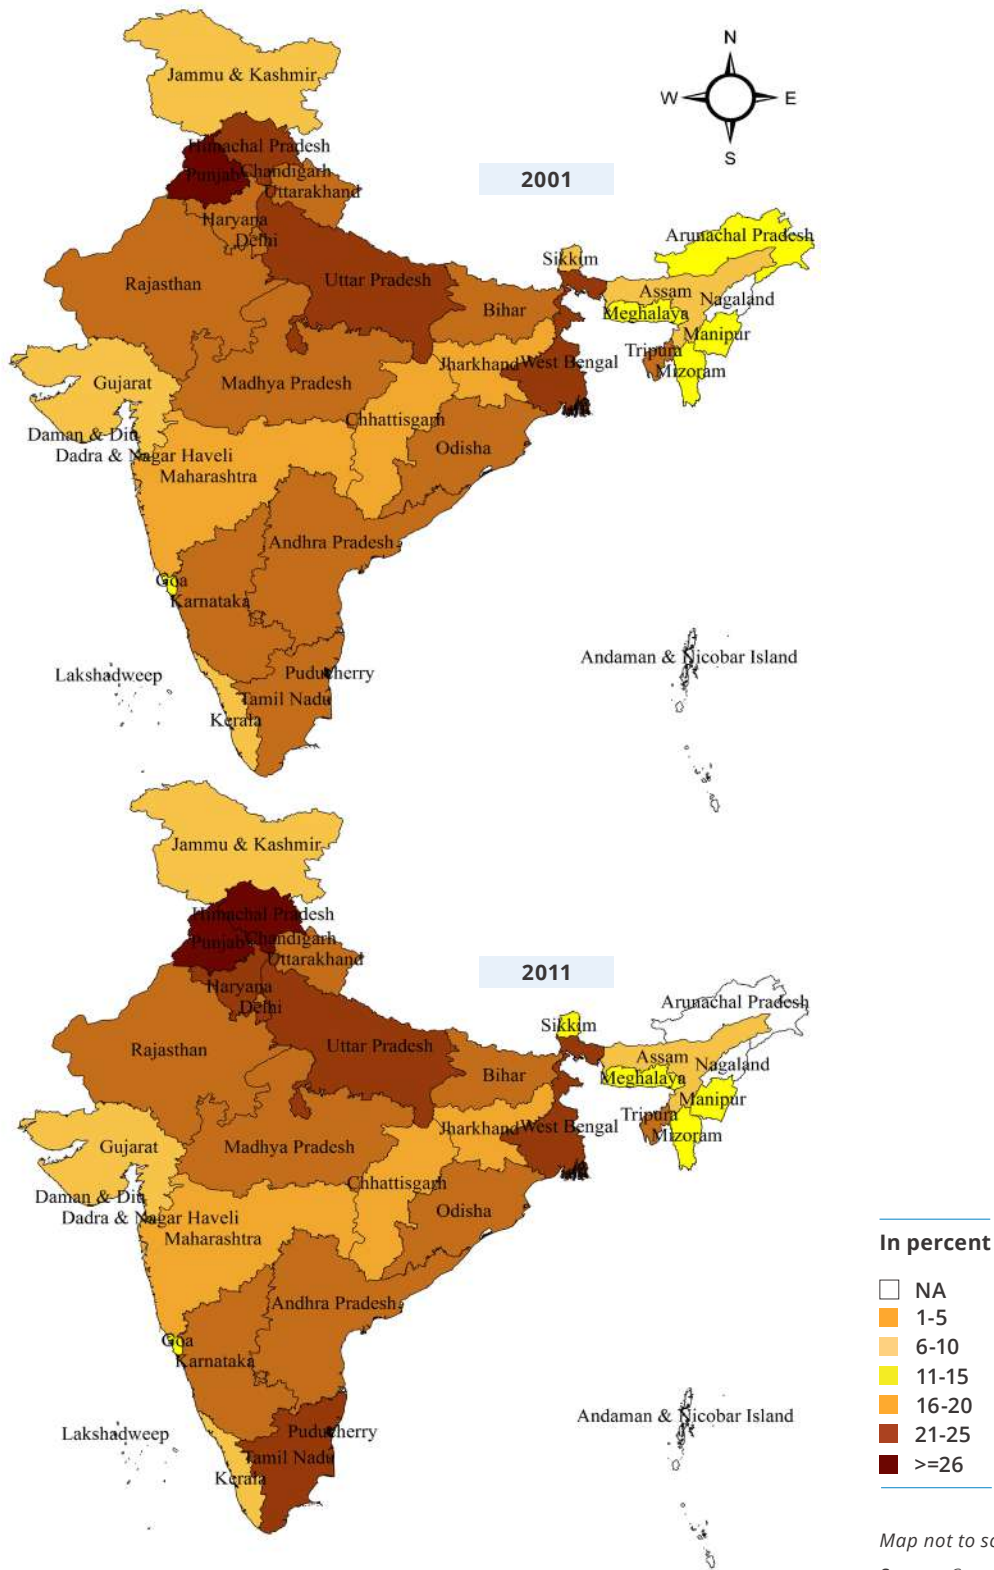 N
W E
S
2001
Jammu & Kashmir
Himachal Pradesh
Punjab
Chandigarh
Uttarakhand
Haryana
Delhi
Arunachal Pradesh
Sikkim
Rajasthan
Uttar Pradesh
Assam
Nagaland
Bihar
Meghalaya
Manipur
Tripura
Jharkhand
West Bengal
Mizoram
Gujarat
Madhya Pradesh
Chhattisgarh
Daman & Diu
Odisha
Dadra & Nagar Haveli
Maharashtra
Andhra Pradesh
Goa
Karnataka
Andaman & Nicobar Island
Lakshadweep
Puducherry
Tamil Nadu
Kerala
2011
Jammu & Kashmir
Himachal Pradesh
Punjab
Chandigarh
Uttarakhand
Haryana
Delhi
Arunachal Pradesh
Sikkim
Rajasthan
Uttar Pradesh
Assam
Nagaland
Bihar
Meghalaya
Manipur
Tripura
Jharkhand
West Bengal
Mizoram
Gujarat
Madhya Pradesh
Chhattisgarh
Daman & Diu
Odisha
Dadra & Nagar Haveli
Maharashtra
Andhra Pradesh
Goa
Karnataka
Andaman & Nicobar Island
Lakshadweep
Puducherry
Tamil Nadu
Kerala
In percent
NA
1-5
6-10
11-15
16-20
21-25
>=26
Map not to